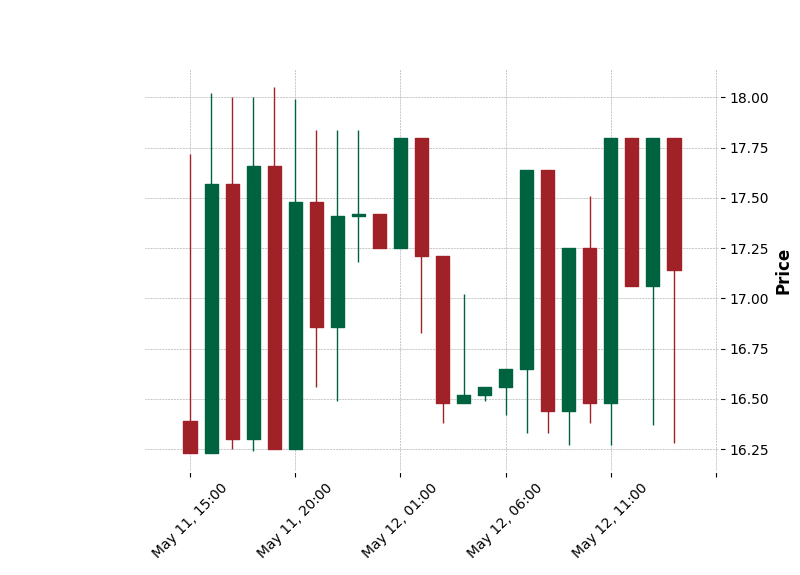 18.00
17.75
17.50
17.25
17.00
16.75
16.50
16.25
Price
May 11, 15:00
May 11, 20:00
May 12, 01:00
May 12, 06:00
May 12, 11:00